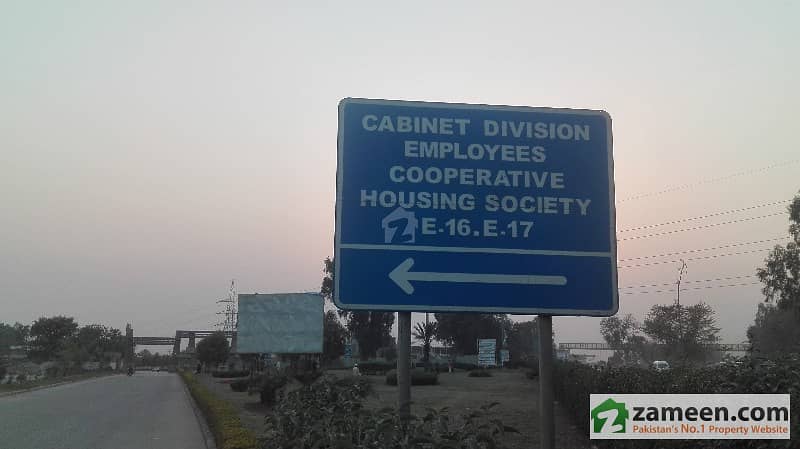 CABINET DIVISION
EMPLOYEES
COOPERATIVE
HOUSING SOCIETY
E-16.E-17
zameen.com
Pakistan's No.1 Property Website